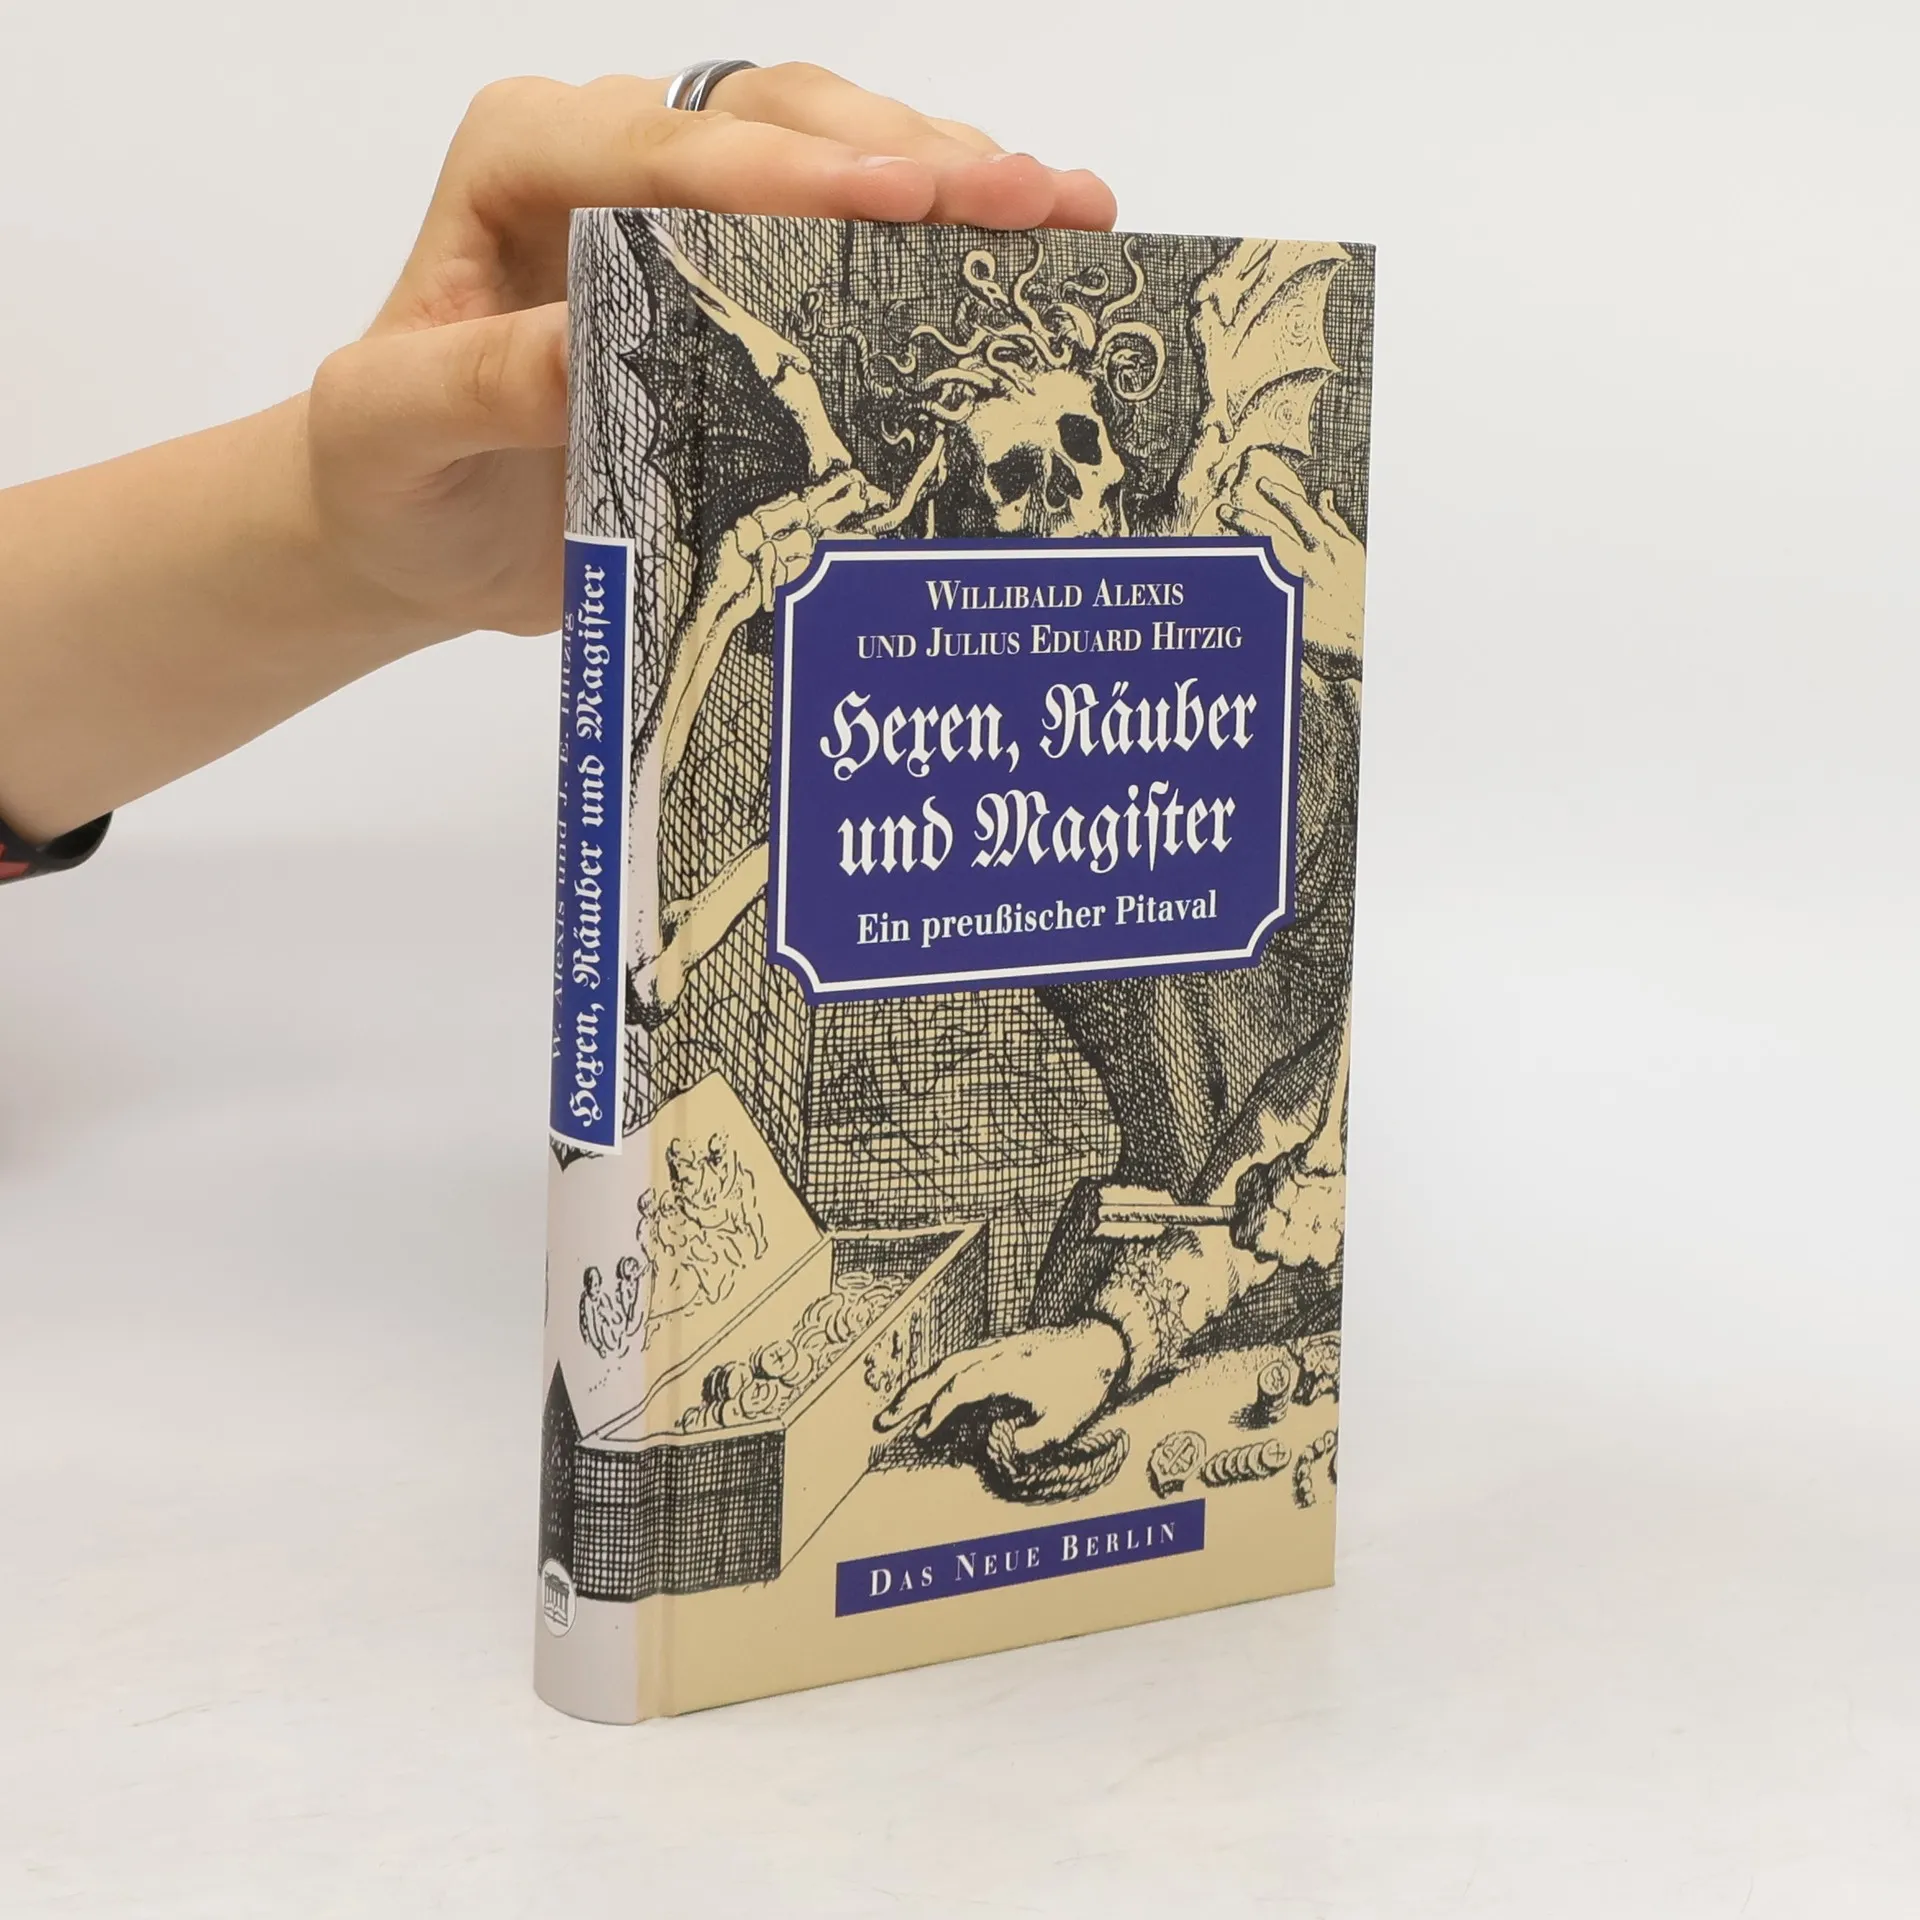 WILLIBALD ALEXIS
UND JULIUS EDUARD HITZIG
Hexen, Räuber
und Magiſter
Ein preußischer Pitaval
DAS NEUE BERLIN
W. Alexis und J. E. Hitzig
Hexen, Räuber und Magiſter